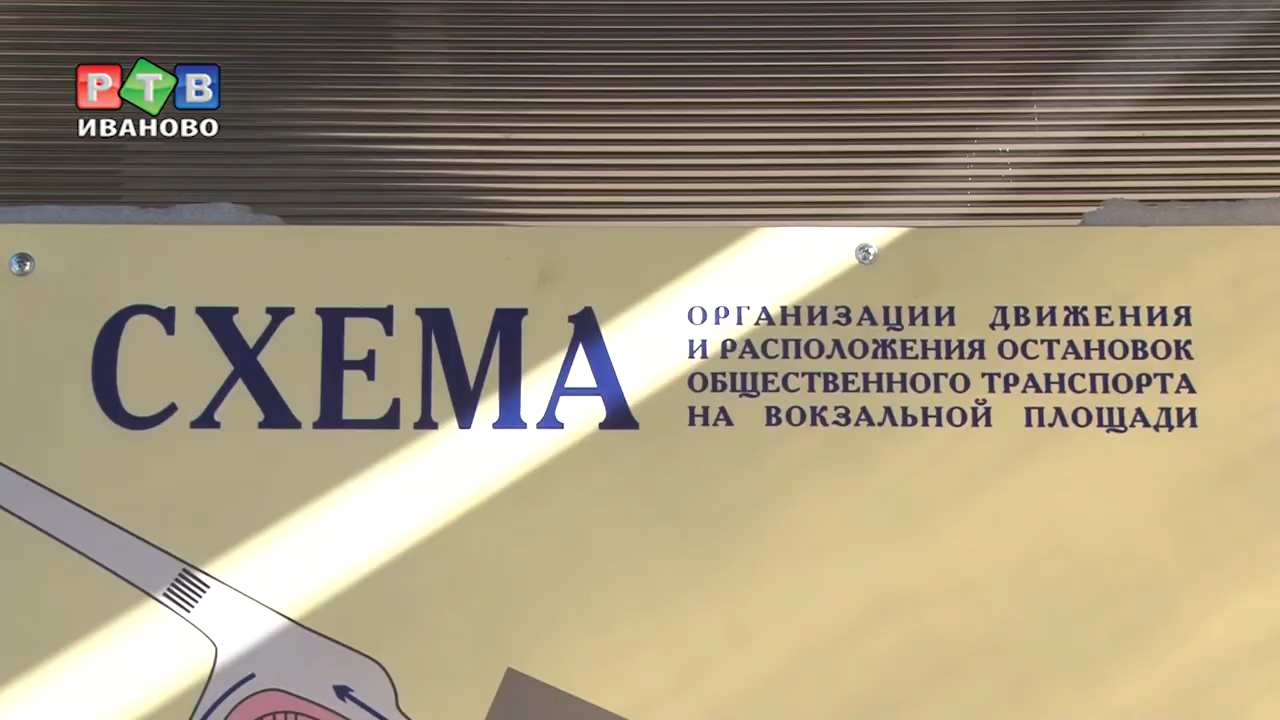 РТВ
ИВАНОВО
СХЕМА
ОРГАНИЗАЦИИ ДВИЖЕНИЯ
И РАСПОЛОЖЕНИЯ ОСТАНОВОК
ОБЩЕСТВЕННОГО ТРАНСПОРТА
НА ВОКЗАЛЬНОЙ ПЛОЩАДИ